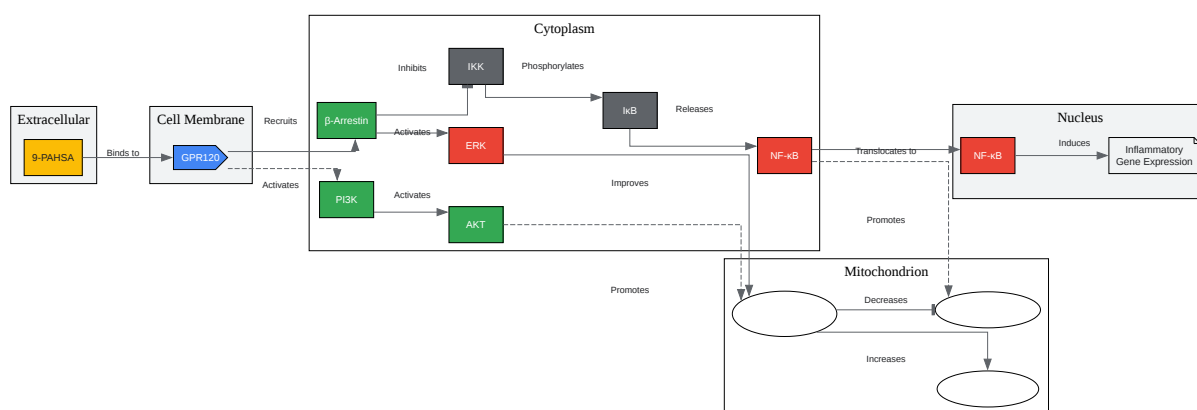 Cytoplasm
Extracellular
9-PAHSA
Binds to
Cell Membrane
GPR120
Recruits
Activates
β-Arrestin
Inhibits
IKK
Phosphorylates
IκB
Releases
Activates
ERK
Improves
PI3K
Activates
AKT
Promotes
NF-κB
Translocates to
Promotes
Nucleus
NF-κB
Induces
Inflammatory
Gene Expression
Mitochondrion
Decreases
Increases